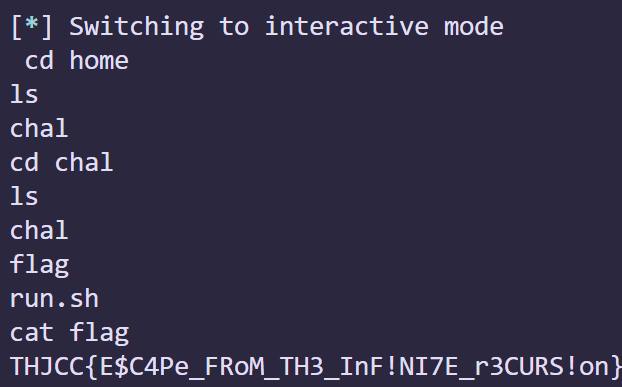 [*] Switching to interactive mode
 cd home
ls
chal
cd chal
ls
chal
flag
run.sh
cat flag
THJCC{E$C4Pe_FRoM_TH3_InF!NI7E_r3CURS!on}